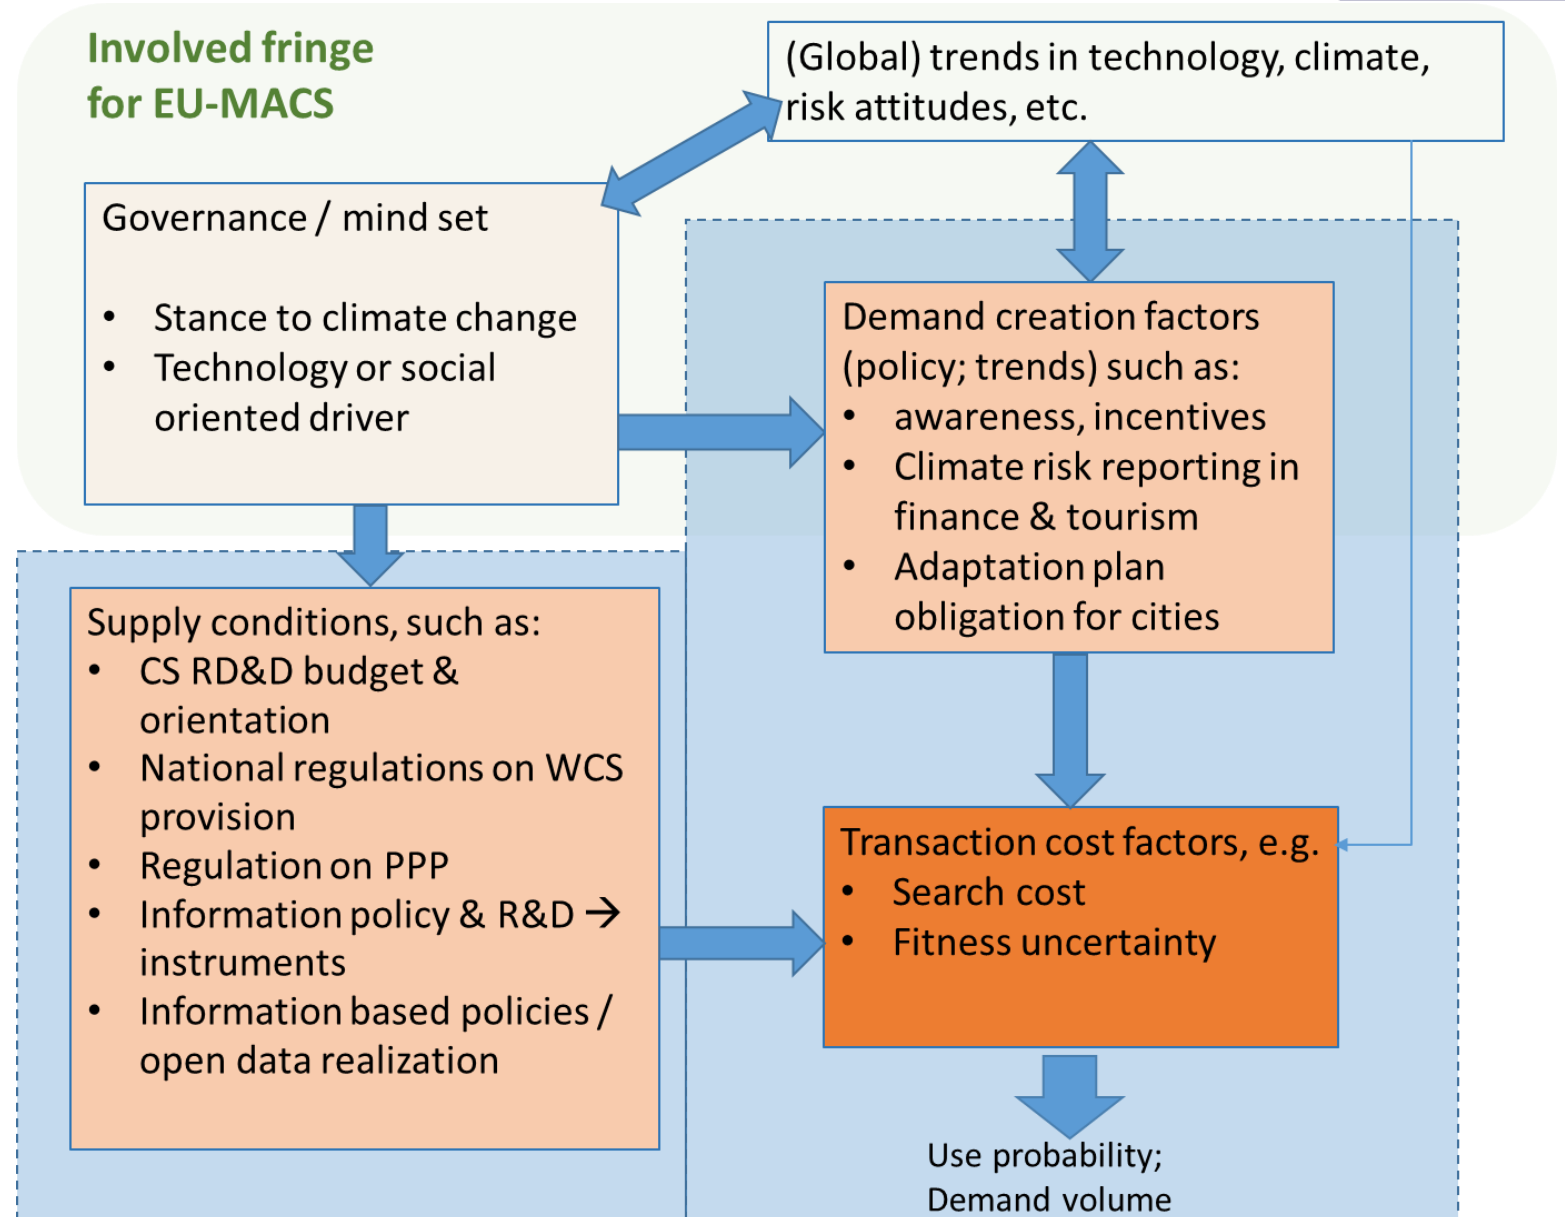 Involved fringe
for EU-MACS
(Global) trends in technology, climate,
risk attitudes, etc.
Governance / mind set
• Stance to climate change
• Technology or social
oriented driver
Demand creation factors
(policy; trends) such as:
• awareness, incentives
• Climate risk reporting in
finance & tourism
• Adaptation plan
obligation for cities
Supply conditions, such as:
• CS RD&D budget &
orientation
• National regulations on WCS
provision
• Regulation on PPP
• Information policy & R&D →
instruments
• Information based policies /
open data realization
Transaction cost factors, e.g.
• Search cost
• Fitness uncertainty
Use probability;
Demand volume